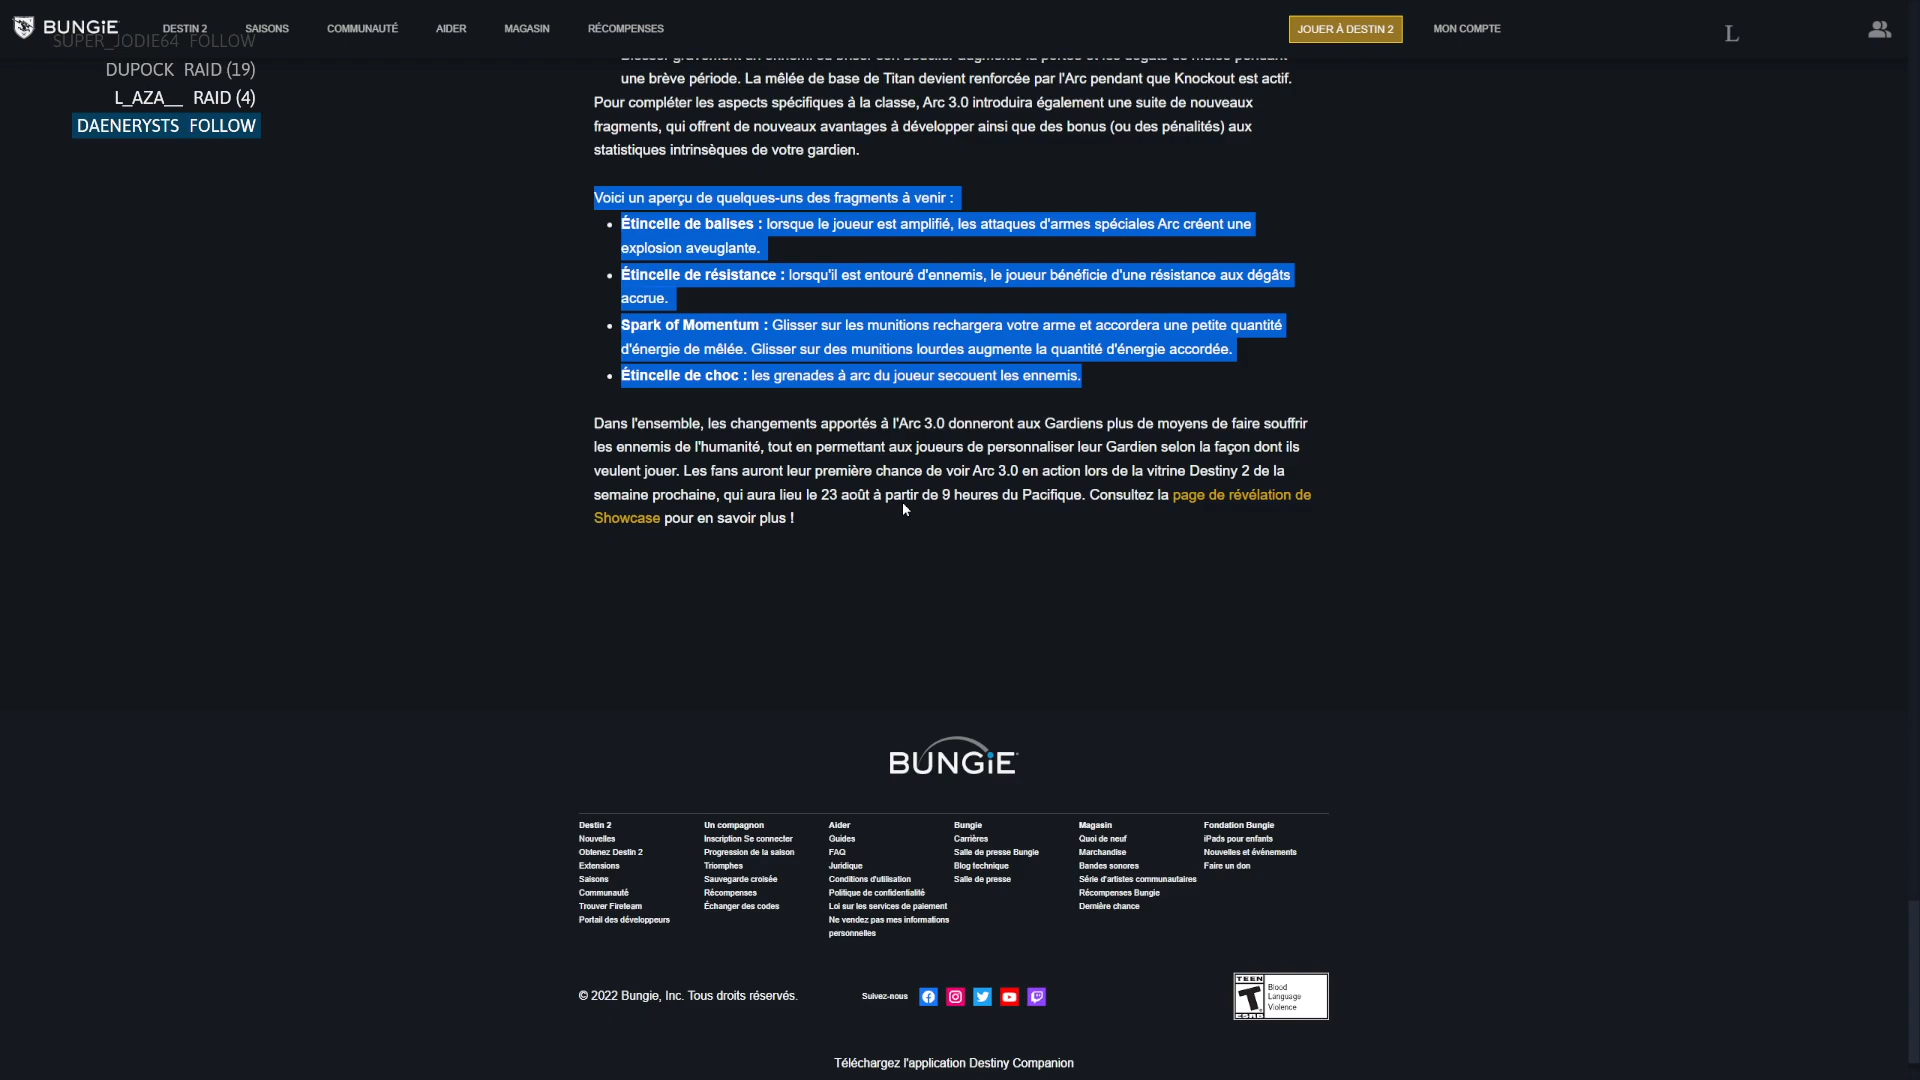 BUNGiE
DESTIN 2
SAISONS
COMMUNAUTÉ
AIDER
MAGASIN
RÉCOMPENSES
JOUER À DESTIN 2
MON COMPTE
L
SUPER_JODIE64 FOLLOW
DUPOCK RAID (19)
L_AZA__ RAID (4)
DAENERYSTS FOLLOW
une brève période. La mêlée de base de Titan devient renforcée par l'Arc pendant que Knockout est actif.
Pour compléter les aspects spécifiques à la classe, Arc 3.0 introduira également une suite de nouveaux
fragments, qui offrent de nouveaux avantages à développer ainsi que des bonus (ou des pénalités) aux
statistiques intrinsèques de votre gardien.
Voici un aperçu de quelques-uns des fragments à venir :
• Étincelle de balises : lorsque le joueur est amplifié, les attaques d'armes spéciales Arc créent une
explosion aveuglante.
• Étincelle de résistance : lorsqu'il est entouré d'ennemis, le joueur bénéficie d'une résistance aux dégâts
accrue.
• Spark of Momentum : Glisser sur les munitions rechargera votre arme et accordera une petite quantité
d'énergie de mêlée. Glisser sur des munitions lourdes augmente la quantité d'énergie accordée.
• Étincelle de choc : les grenades à arc du joueur secouent les ennemis.
Dans l'ensemble, les changements apportés à l'Arc 3.0 donneront aux Gardiens plus de moyens de faire souffrir
les ennemis de l'humanité, tout en permettant aux joueurs de personnaliser leur Gardien selon la façon dont ils
veulent jouer. Les fans auront leur première chance de voir Arc 3.0 en action lors de la vitrine Destiny 2 de la
semaine prochaine, qui aura lieu le 23 août à partir de 9 heures du Pacifique. Consultez la page de révélation de
Showcase pour en savoir plus !
BUNGiE
Destin 2
Nouvelles
Obtenez Destin 2
Extensions
Saisons
Communauté
Trouver Fireteam
Portail des développeurs
Un compagnon
Inscription Se connecter
Progression de la saison
Triomphes
Sauvegarde croisée
Récompenses
Échanger des codes
Aider
Guides
FAQ
Juridique
Conditions d'utilisation
Politique de confidentialité
Loi sur les services de paiement
Ne vendez pas mes informations
personnelles
Bungie
Carrières
Salle de presse Bungie
Blog technique
Salle de presse
Magasin
Quoi de neuf
Marchandise
Bandes sonores
Série d'artistes communautaires
Récompenses Bungie
Dernière chance
Fondation Bungie
iPads pour enfants
Nouvelles et événements
Faire un don
© 2022 Bungie, Inc. Tous droits réservés.
Suivez-nous
TEEN
T
ESRB
Blood
Language
Violence
Téléchargez l'application Destiny Companion